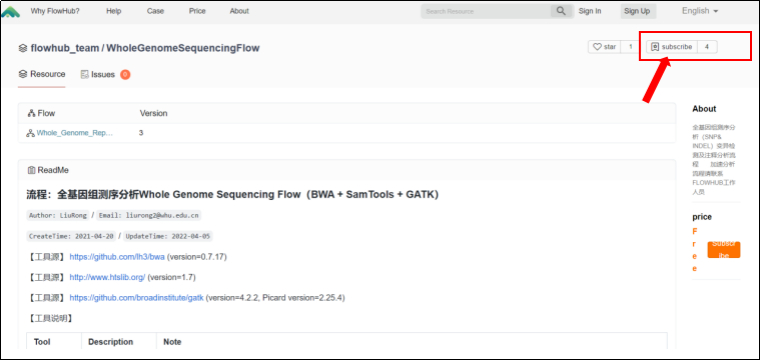 Why FlowHub?
Help
Case
Price
About
Search Resource
Sign In
Sign Up
English
flowhub_team / WholeGenomeSequencingFlow
star
1
subscribe
4
Resource
Issues
0
Flow
Version
Whole_Genome_Rep...
3
ReadMe
流程：全基因组测序分析Whole Genome Sequencing Flow（BWA + SamTools + GATK）
Author: LiuRong / Email: liurong2@whu.edu.cn
CreateTime: 2021-04-20 / UpdateTime: 2022-04-05
【工具源】 https://github.com/lh3/bwa (version=0.7.17)
【工具源】 http://www.htslib.org/ (version=1.7)
【工具源】 https://github.com/broadinstitute/gatk (version=4.2.2, Picard version=2.25.4)
【工具说明】
Tool
Description
Note
About
全基因组测序分
析（SNP&
INDEL）变异检
测及注释分析流
程 加速分析
流程请联系
FLOWHUB工作
人员
price
F
r
e
e
Subscr
ibe